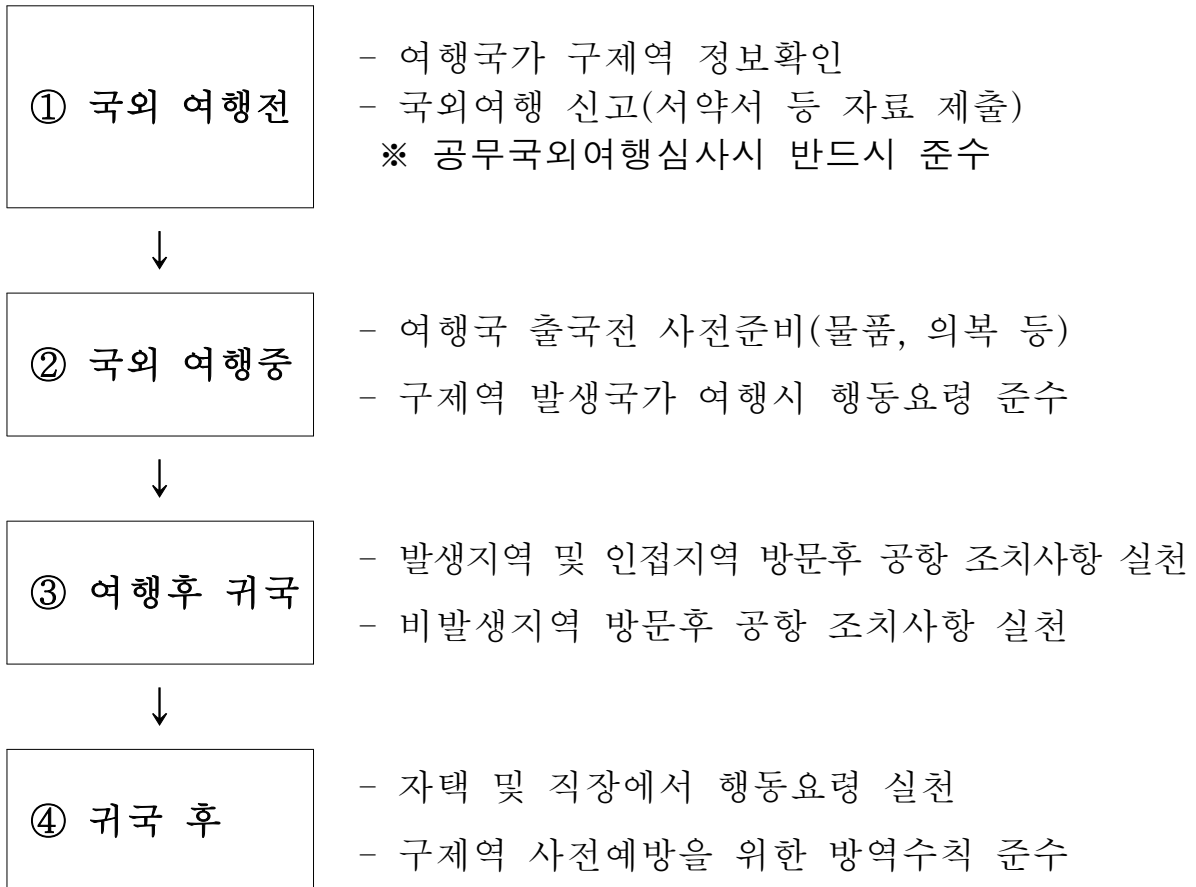 ① 국외 여행전
- 여행국가 구제역 정보확인
- 국외여행 신고(서약서 등 자료 제출)
※ 공무국외여행심사시 반드시 준수
↓
② 국외 여행중
- 여행국 출국전 사전준비(물품, 의복 등)
- 구제역 발생국가 여행시 행동요령 준수
↓
③ 여행후 귀국
- 발생지역 및 인접지역 방문후 공항 조치사항 실천
- 비발생지역 방문후 공항 조치사항 실천
↓
④ 귀국 후
- 자택 및 직장에서 행동요령 실천
- 구제역 사전예방을 위한 방역수칙 준수